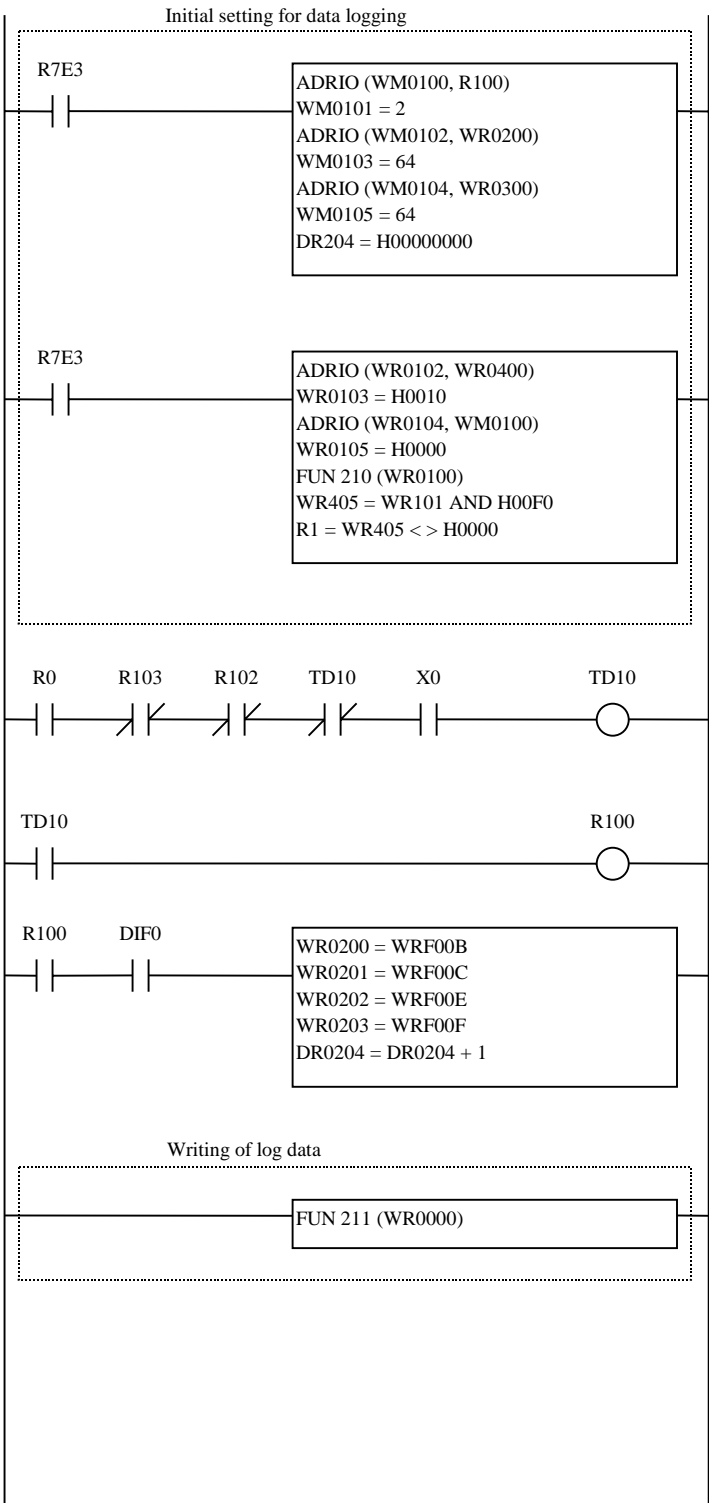 Initial setting for data logging
R7E3
ADRIO (WM0100, R100)
WM0101 = 2
ADRIO (WM0102, WR0200)
WM0103 = 64
ADRIO (WM0104, WR0300)
WM0105 = 64
DR204 = H00000000
R7E3
ADRIO (WR0102, WR0400)
WR0103 = H0010
ADRIO (WR0104, WM0100)
WR0105 = H0000
FUN 210 (WR0100)
WR405 = WR101 AND H00F0
R1 = WR405 < > H0000
R0 R103 R102 TD10 X0 TD10
TD10 R100
R100 DIF0
WR0200 = WRF00B
WR0201 = WRF00C
WR0202 = WRF00E
WR0203 = WRF00F
DR0204 = DR0204 + 1
Writing of log data
FUN 211 (WR0000)